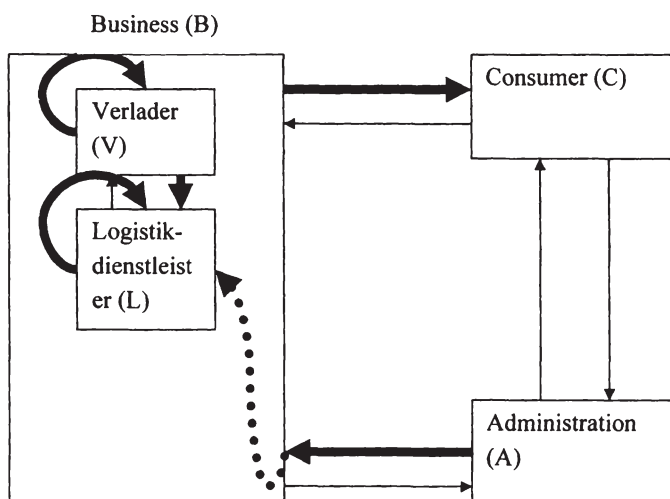 Business (B)
Consumer (C)
Verlader
(V)
Logistik-
dienstleist
er (L)
Administration
(A)